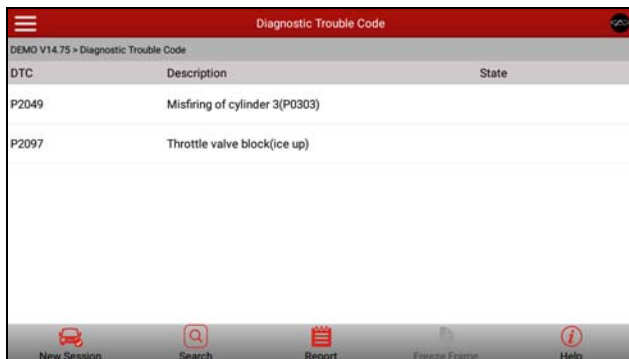 Diagnostic Trouble Code
DEMO V14.75 > Diagnostic Trouble Code
DTC Description State
P2049 Misfiring of cylinder 3(P0303)
P2097 Throttle valve block(ice up)
New Session Search Report Freeze Frame Help